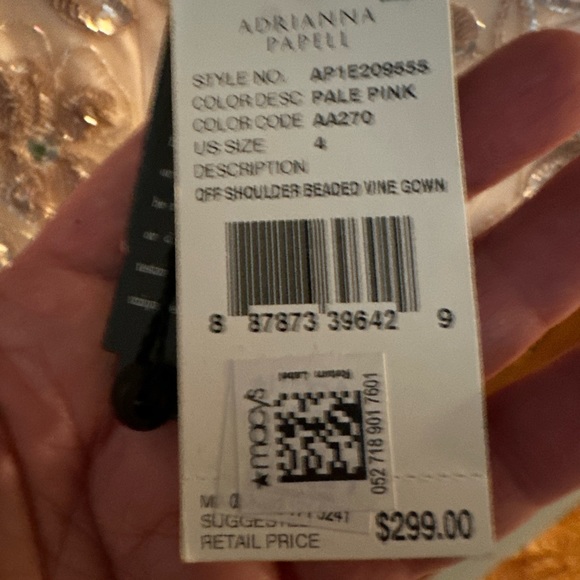 ADRIANNA
PAPELL
STYLE NO. AP1E209555
COLOR DESC PALE PINK
COLOR CODE AA270
US SIZE 4
DESCRIPTION
OFF SHOULDER BEADED VINE GOWN
8 87873 39642 9
Return Label
★macy's
052 718 901 7601
RETAIL PRICE $299.00